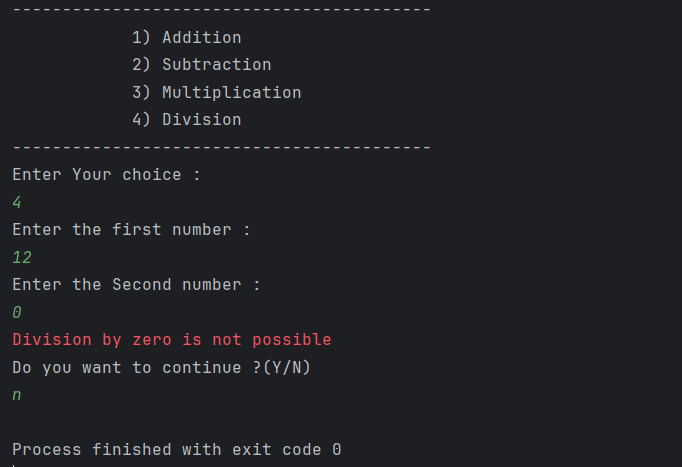 ------------------------------------------
1) Addition
2) Subtraction
3) Multiplication
4) Division
------------------------------------------
Enter Your choice :
4
Enter the first number :
12
Enter the Second number :
0
Division by zero is not possible
Do you want to continue ?(Y/N)
n
Process finished with exit code 0